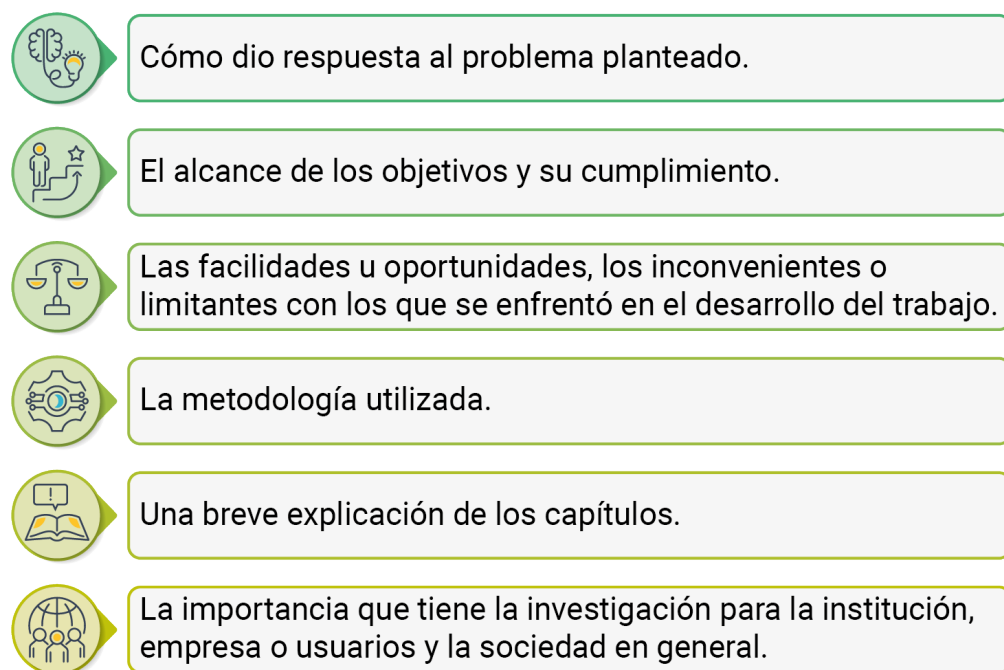 Cómo dio respuesta al problema planteado.
El alcance de los objetivos y su cumplimiento.
Las facilidades u oportunidades, los inconvenientes o
limitantes con los que se enfrentó en el desarrollo del trabajo.
La metodología utilizada.
Una breve explicación de los capítulos.
La importancia que tiene la investigación para la institución,
empresa o usuarios y la sociedad en general.